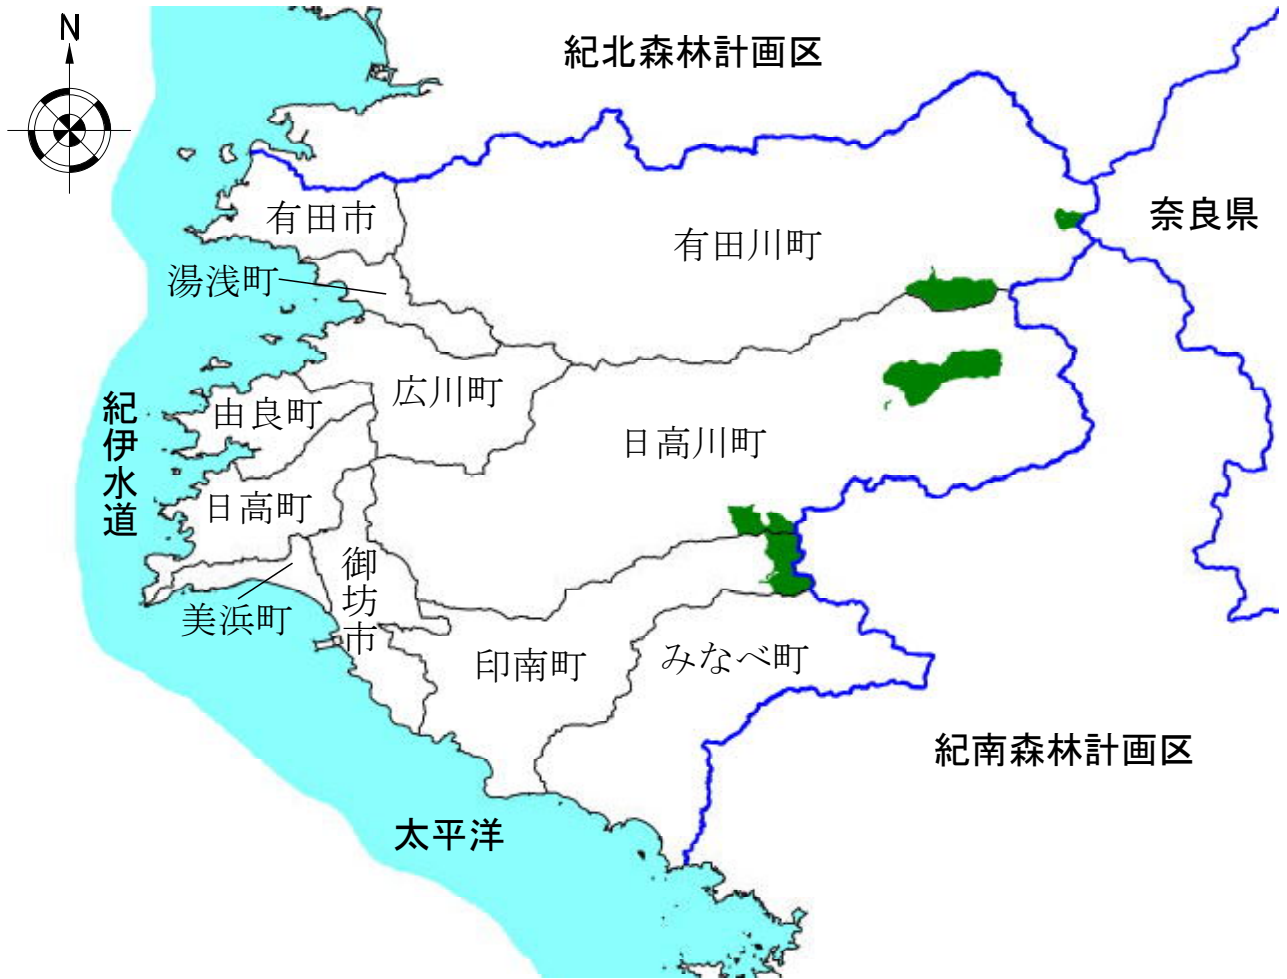 N
紀北森林計画区
有田市
有田川町
奈良県
湯浅町
広川町
由良町
紀伊水道
日高川町
日高町
御坊市
美浜町
印南町
みなべ町
紀南森林計画区
太平洋